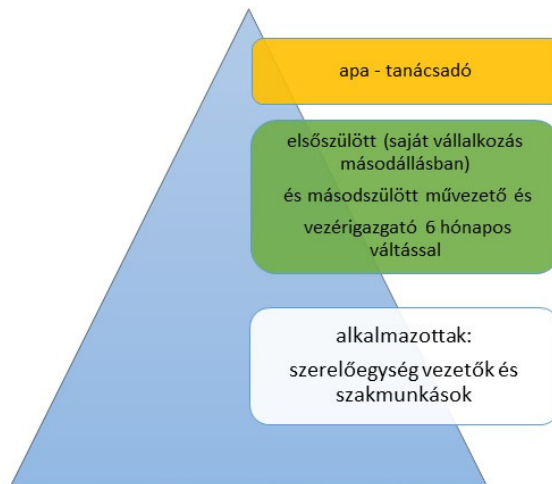 apa - tanácsadó
elsőszülött (saját vállalkozás
másodállásban)
és másodszülött művezető és
vezérigazgató 6 hónapos
váltással
alkalmazottak:
szerelőegység vezetők és
szakmunkások